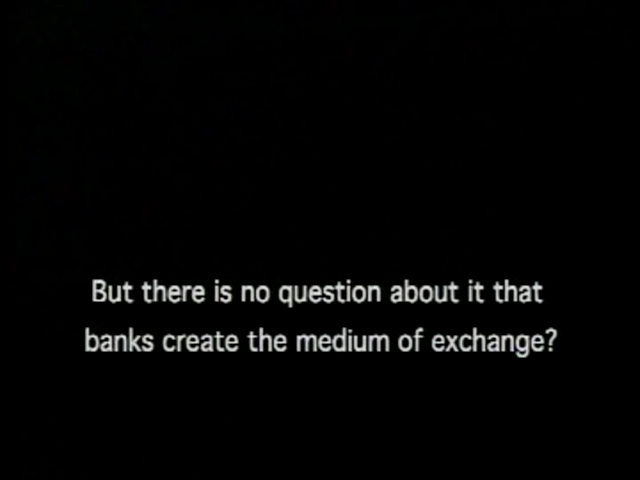 But there is no question about it that
banks create the medium of exchange?